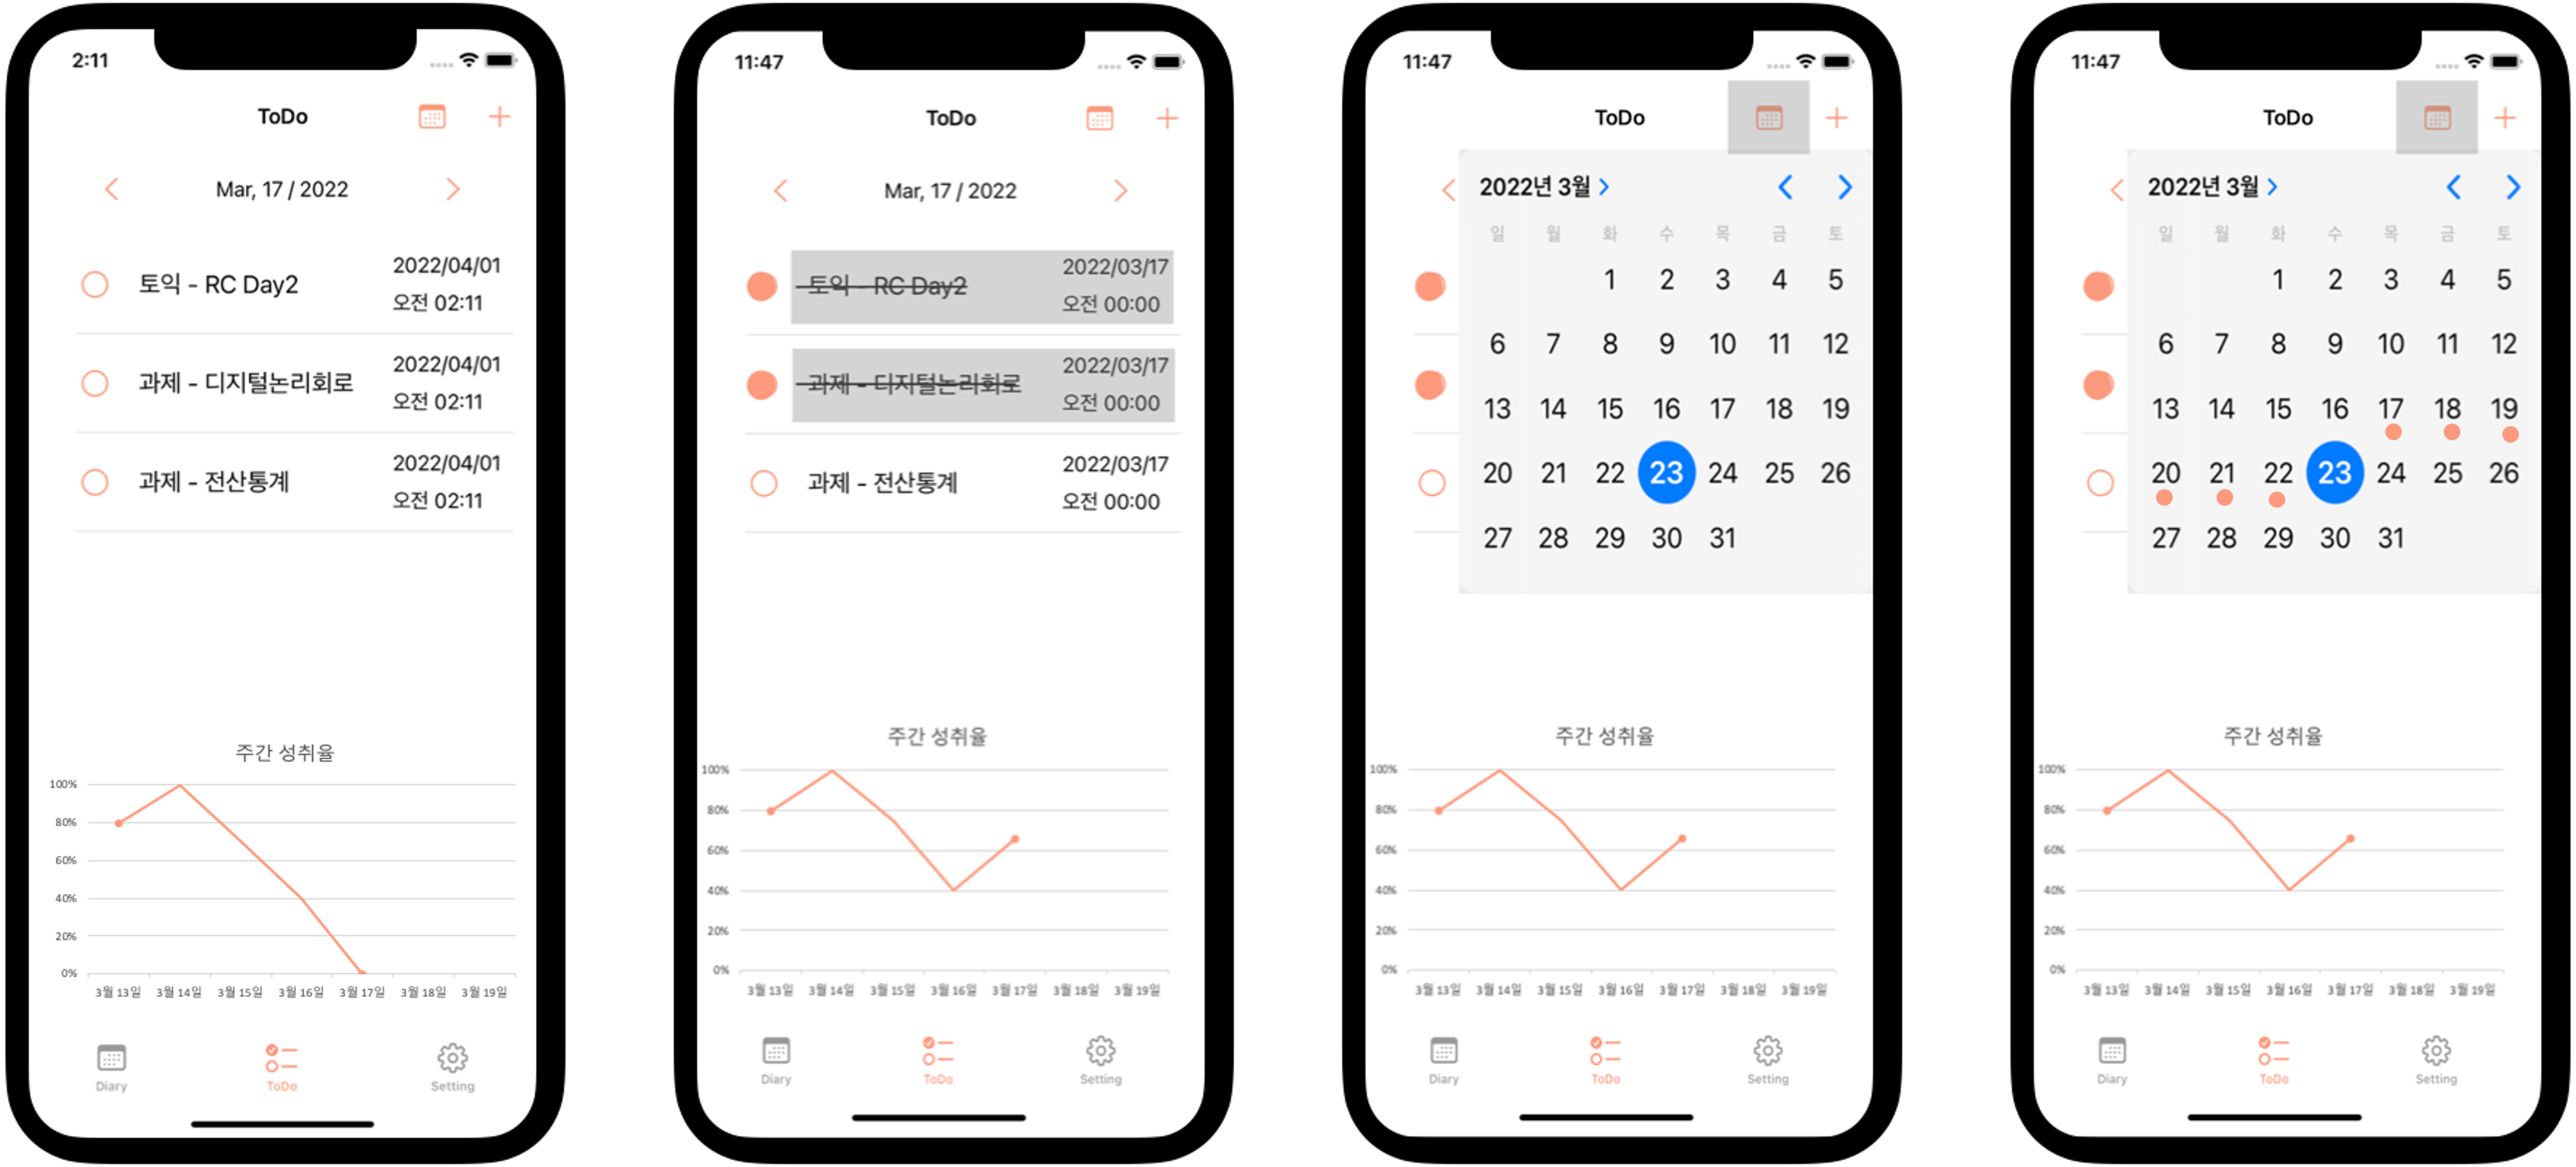 2:11
ToDo
Mar, 17 / 2022
토익 - RC Day2
2022/04/01
오전 02:11
과제 - 디지털논리회로
2022/04/01
오전 02:11
과제 - 전산통계
2022/04/01
오전 02:11
주간 성취율
100%
80%
60%
40%
20%
0%
3월 13일 3월 14일 3월 15일 3월 16일 3월 17일 3월 18일 3월 19일
Diary ToDo Setting
11:47
ToDo
Mar, 17 / 2022
토익 - RC Day2
2022/03/17
오전 00:00
과제 - 디지털논리회로
2022/03/17
오전 00:00
과제 - 전산통계
2022/03/17
오전 00:00
주간 성취율
100%
80%
60%
40%
20%
0%
3월 13일 3월 14일 3월 15일 3월 16일 3월 17일 3월 18일 3월 19일
Diary ToDo Setting
11:47
ToDo
2022년 3월
일 월 화 수 목 금 토
1 2 3 4 5
6 7 8 9 10 11 12
13 14 15 16 17 18 19
20 21 22 23 24 25 26
27 28 29 30 31
주간 성취율
100%
80%
60%
40%
20%
0%
3월 13일 3월 14일 3월 15일 3월 16일 3월 17일 3월 18일 3월 19일
Diary ToDo Setting
11:47
ToDo
2022년 3월
일 월 화 수 목 금 토
1 2 3 4 5
6 7 8 9 10 11 12
13 14 15 16 17 18 19
20 21 22 23 24 25 26
27 28 29 30 31
주간 성취율
100%
80%
60%
40%
20%
0%
3월 13일 3월 14일 3월 15일 3월 16일 3월 17일 3월 18일 3월 19일
Diary ToDo Setting